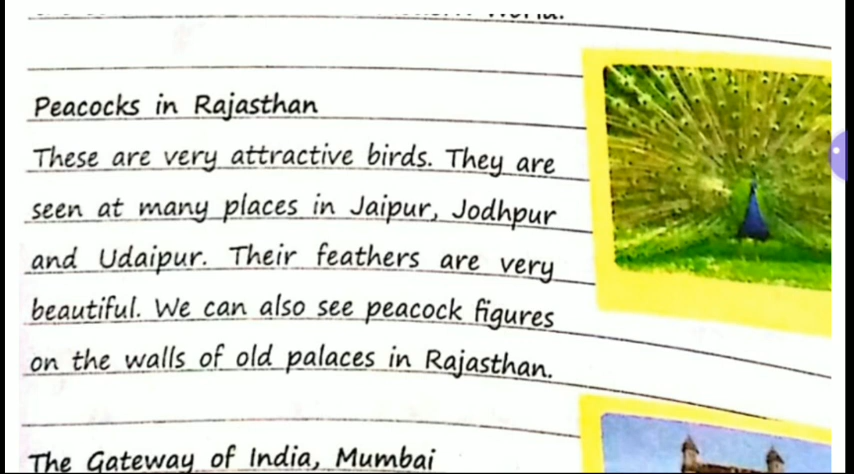 Peacocks in Rajasthan
These are very attractive birds. They are
seen at many places in Jaipur, Jodhpur
and Udaipur. Their feathers are very
beautiful. We can also see peacock figures
on the walls of old palaces in Rajasthan.
The Gateway of India, Mumbai